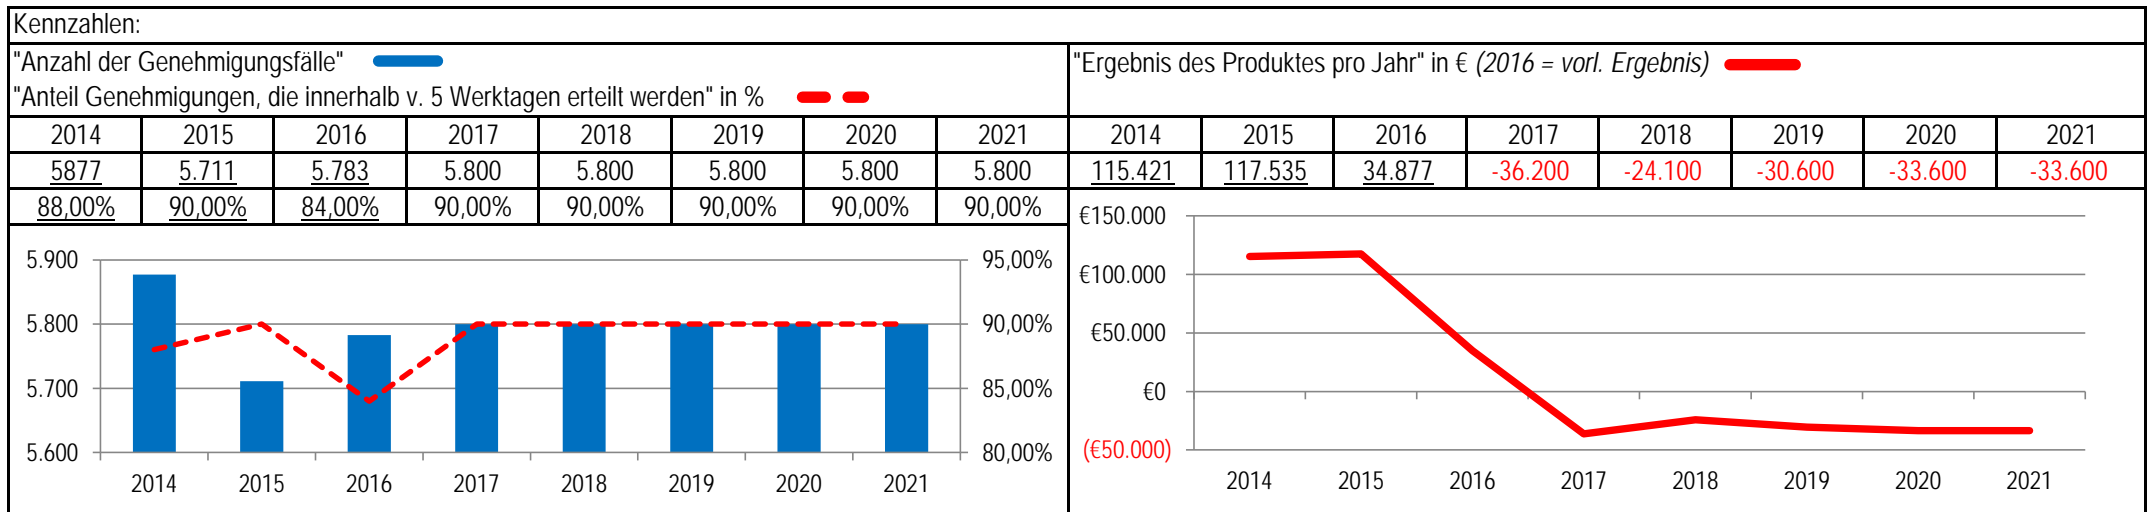 Kennzahlen:
"Anzahl der Genehmigungsfälle"
"Anteil Genehmigungen, die innerhalb v. 5 Werktagen erteilt werden" in %
2014 2015 2016 2017 2018 2019 2020 2021
5877 5.711 5.783 5.800 5.800 5.800 5.800 5.800
88,00% 90,00% 84,00% 90,00% 90,00% 90,00% 90,00% 90,00%
5.900
5.800
5.700
5.600
95,00%
90,00%
85,00%
80,00%
2014 2015 2016 2017 2018 2019 2020 2021
"Ergebnis des Produktes pro Jahr" in € (2016 = vorl. Ergebnis)
2014 2015 2016 2017 2018 2019 2020 2021
115.421 117.535 34.877 -36.200 -24.100 -30.600 -33.600 -33.600
€150.000
€100.000
€50.000
€0
(€50.000)
2014 2015 2016 2017 2018 2019 2020 2021